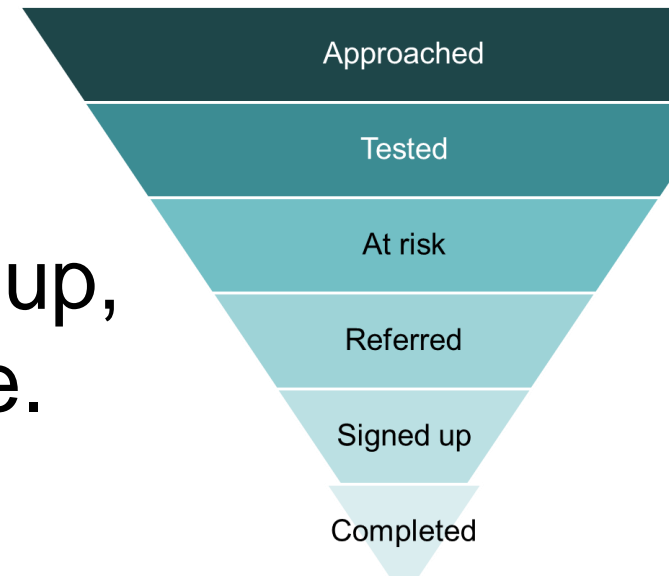 up,
e.
Approached
Tested
At risk
Referred
Signed up
Completed